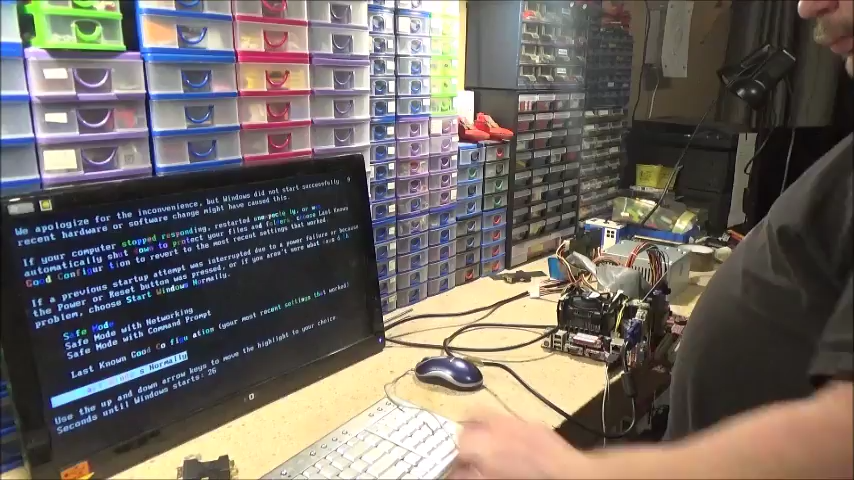 We apologize for the inconvenience, but Windows did not start successfully. A
recent hardware or software change might have caused this.
If your computer stopped responding, restarted unexpectedly, or was
automatically shut down to protect your files and folders, choose Last Known
Good Configuration to revert to the most recent settings that worked.
If a previous startup attempt was interrupted due to a power failure or because
the Power or Reset button was pressed, or if you aren't sure what caused the
problem, choose Start Windows Normally.
Safe Mode
Safe Mode with Networking
Safe Mode with Command Prompt
Last Known Good Configuration (your most recent settings that worked)
Start Windows Normally
Use the up and down arrow keys to move the highlight to your choice.
Seconds until Windows starts: 26